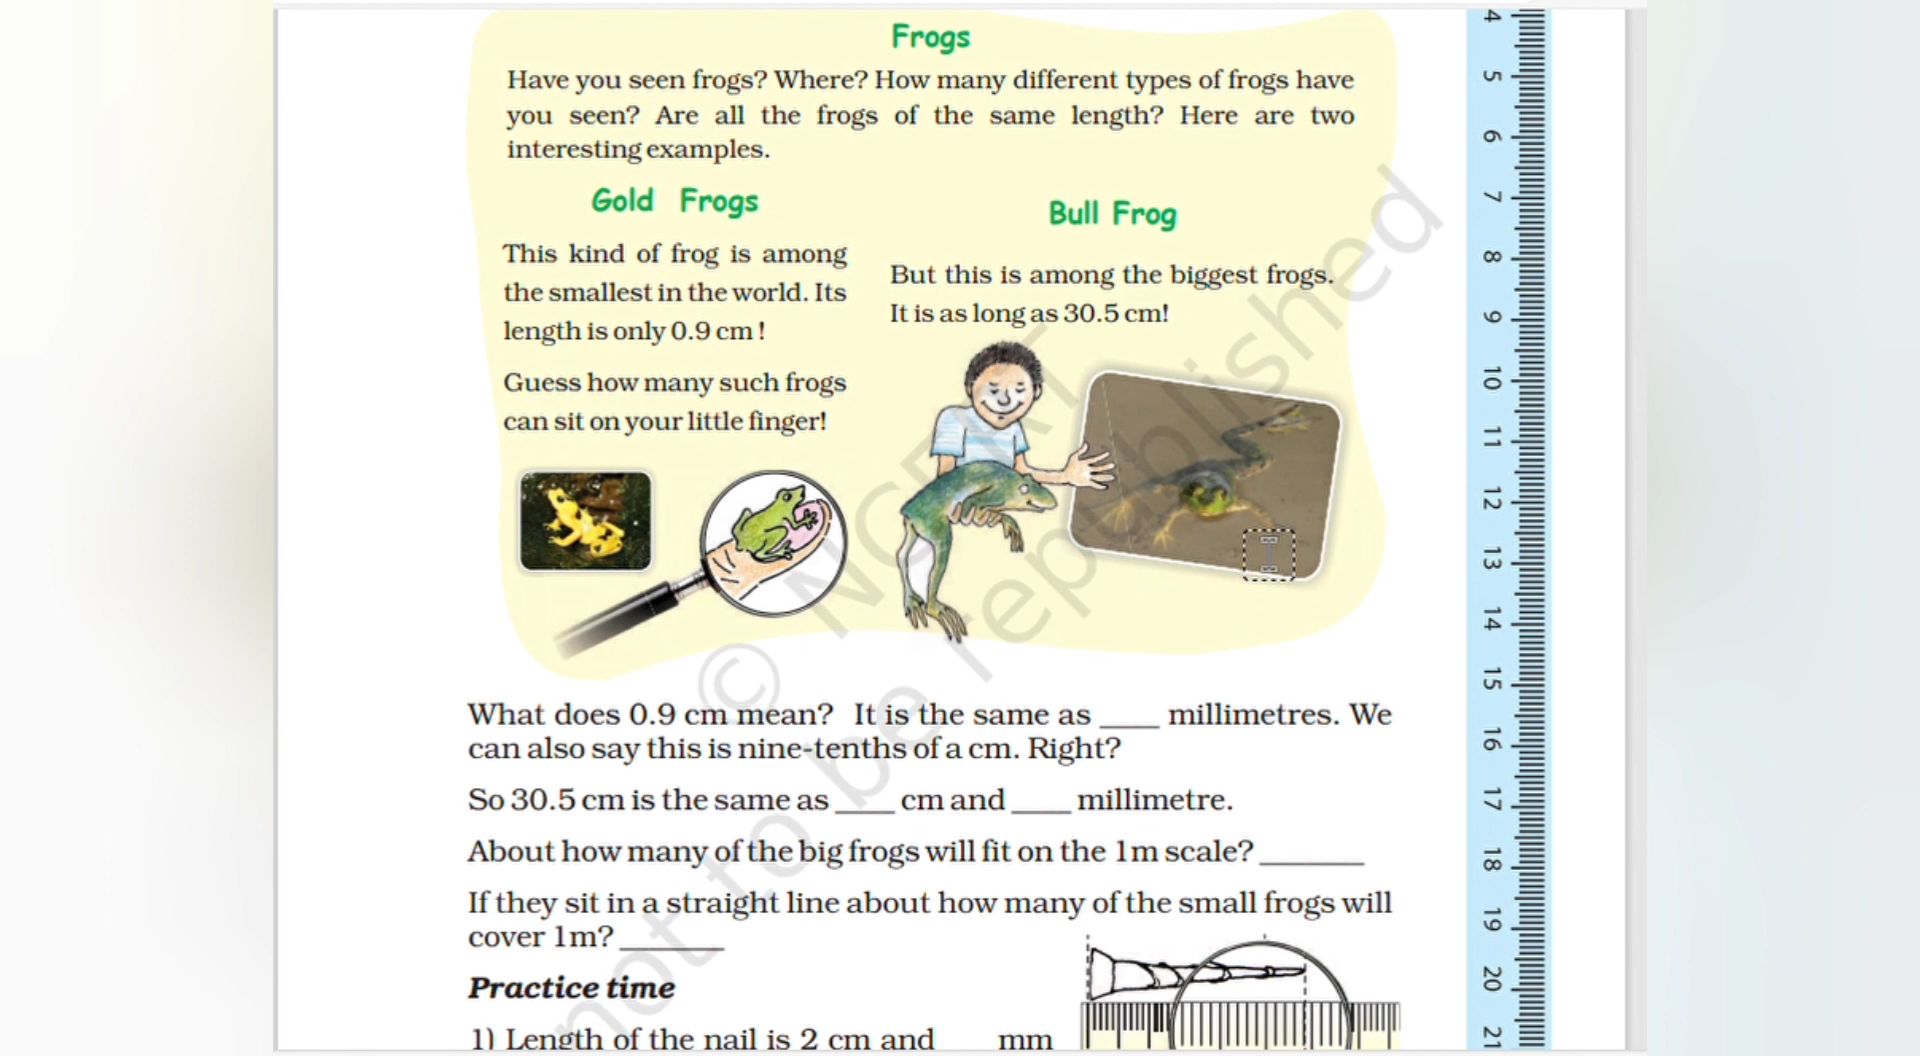 Frogs
Have you seen frogs? Where? How many different types of frogs have
you seen? Are all the frogs of the same length? Here are two
interesting examples.
Gold Frogs
This kind of frog is among
the smallest in the world. Its
length is only 0.9 cm !
Guess how many such frogs
can sit on your little finger!
Bull Frog
But this is among the biggest frogs.
It is as long as 30.5 cm!
What does 0.9 cm mean? It is the same as ____ millimetres. We
can also say this is nine-tenths of a cm. Right?
So 30.5 cm is the same as ____ cm and ____ millimetre.
About how many of the big frogs will fit on the 1m scale? _______
If they sit in a straight line about how many of the small frogs will
cover 1m? _______
Practice time
1) Length of the nail is 2 cm and ____ mm
© NCERT
not to be republished
4
5
6
7
8
9
10
11
12
13
14
15
16
17
18
19
20
21